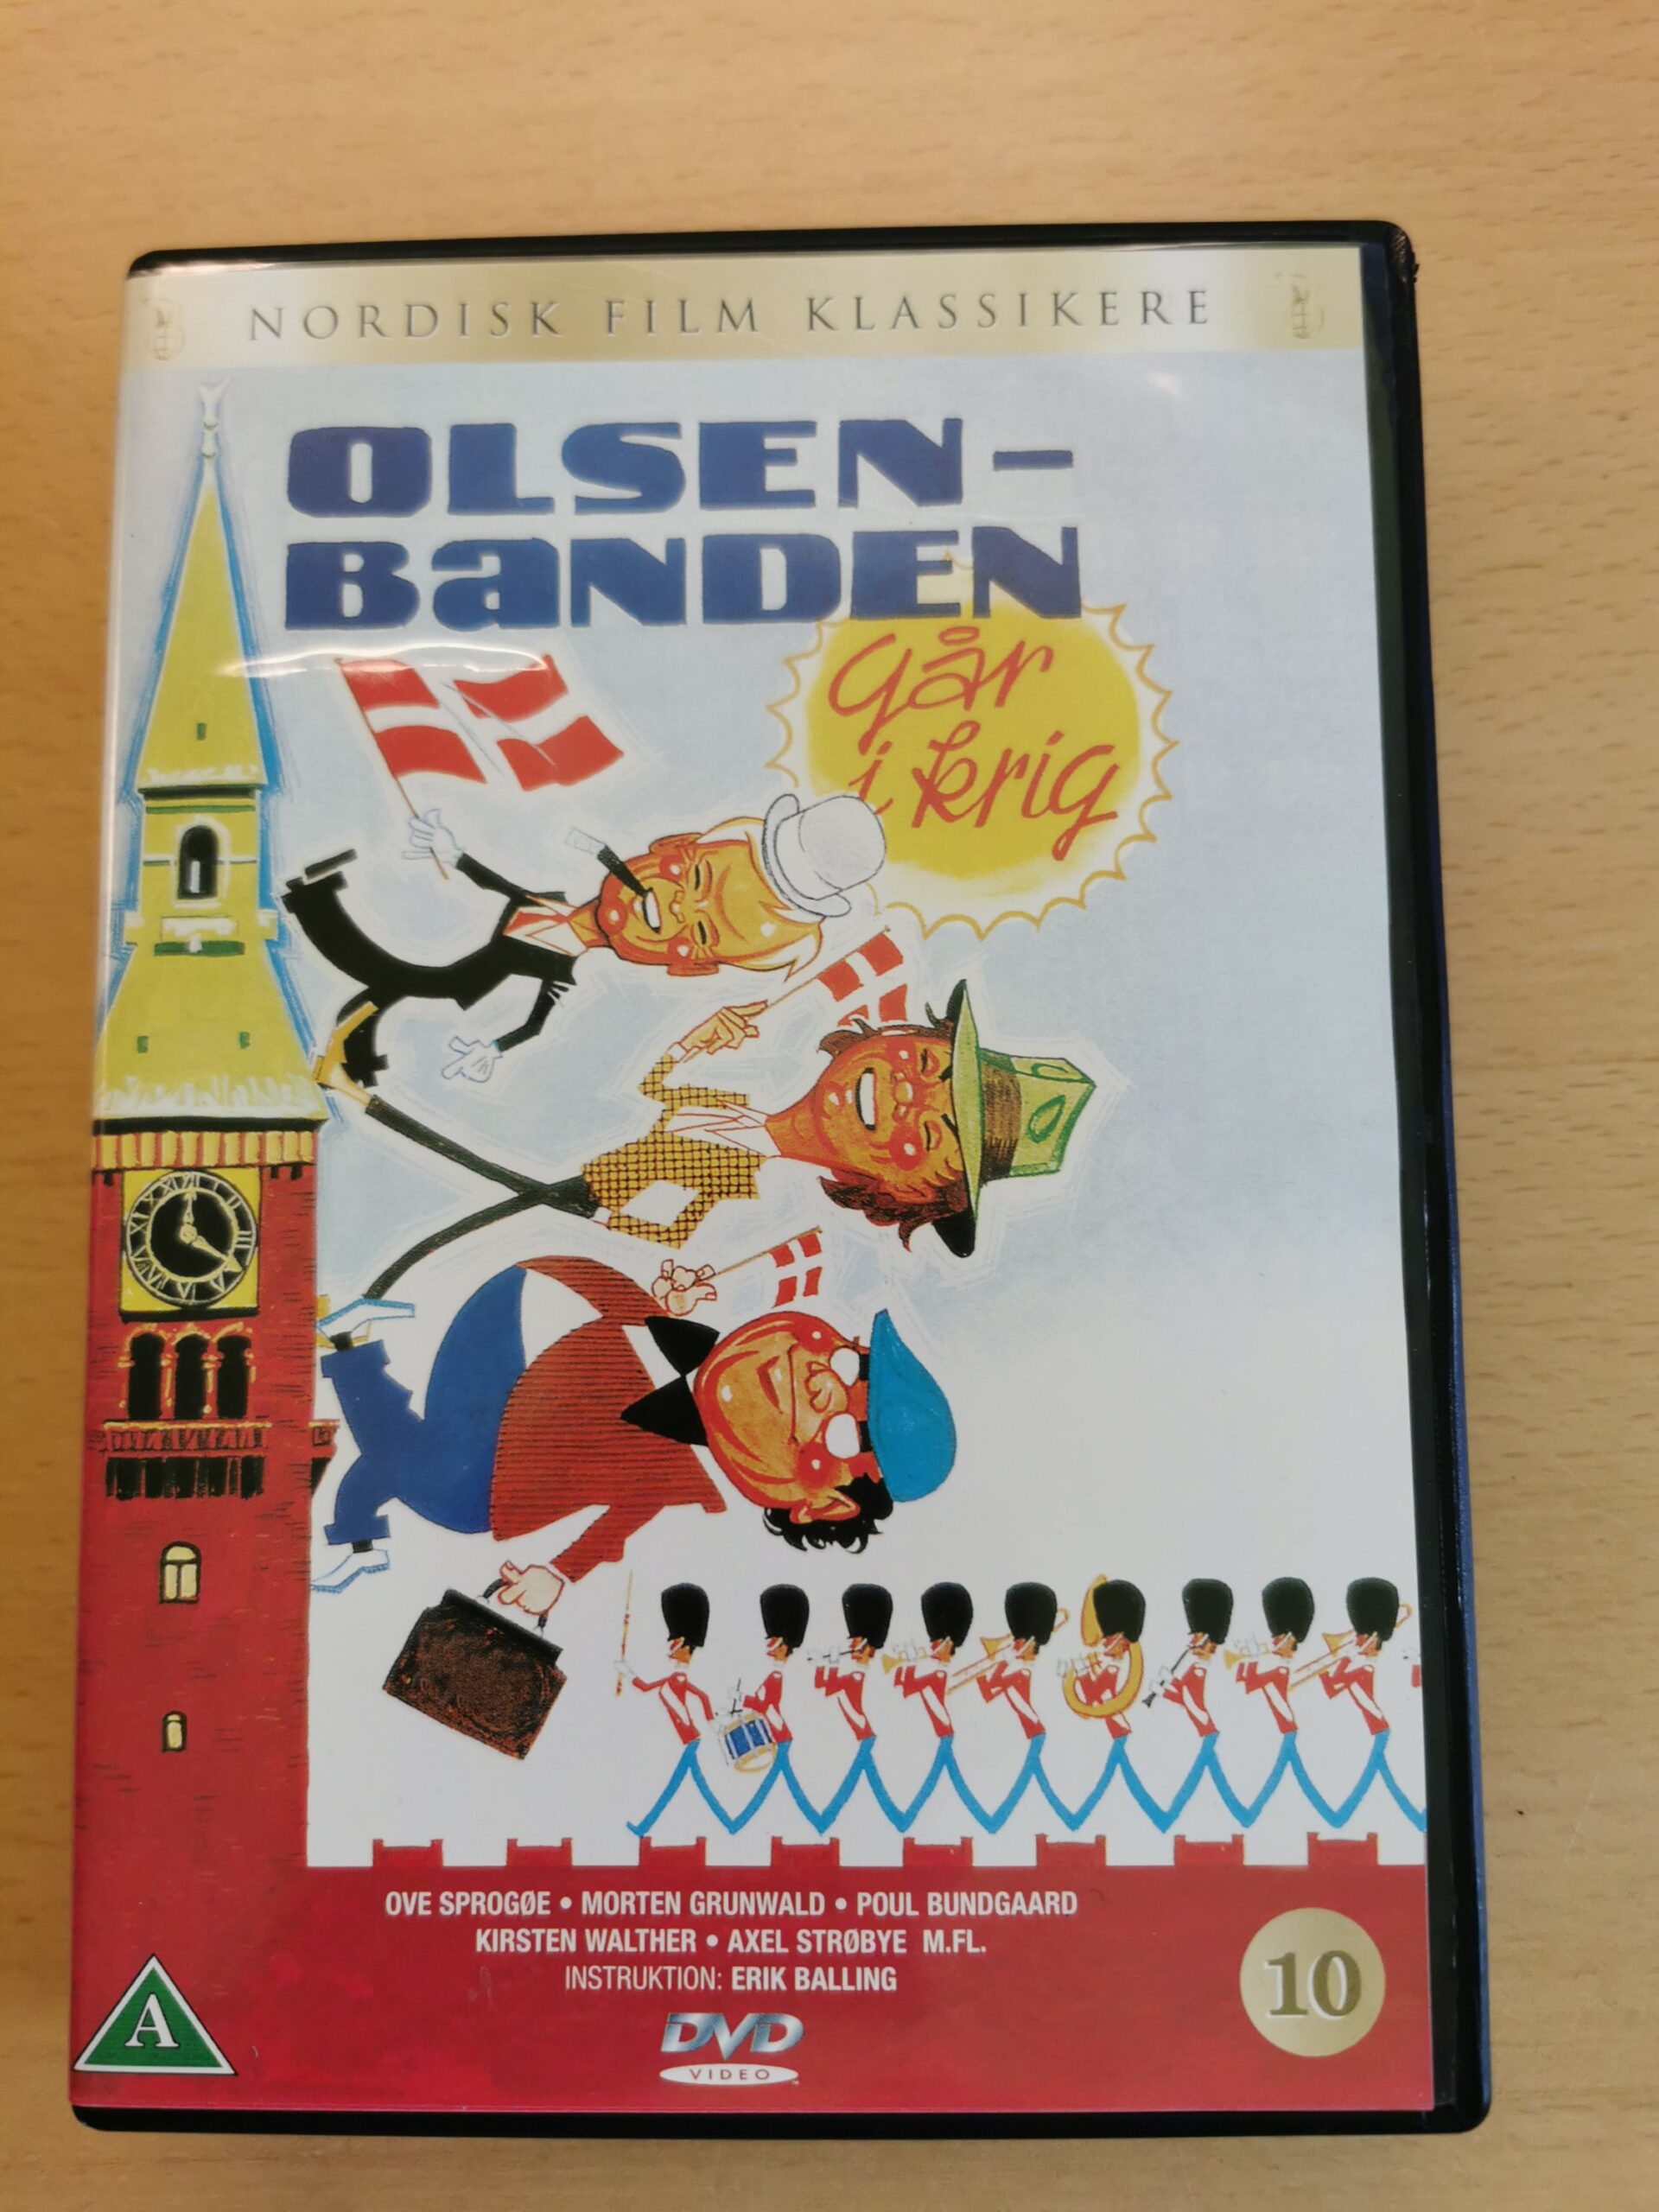 NORDISK FILM KLASSIKERE
OLSEN-
BANDEN
går
i krig
OVE SPROGØE • MORTEN GRUNWALD • POUL BUNDGAARD
KIRSTEN WALTHER • AXEL STRØBYE M.FL.
INSTRUKTION: ERIK BALLING
A
DVD
VIDEO
10